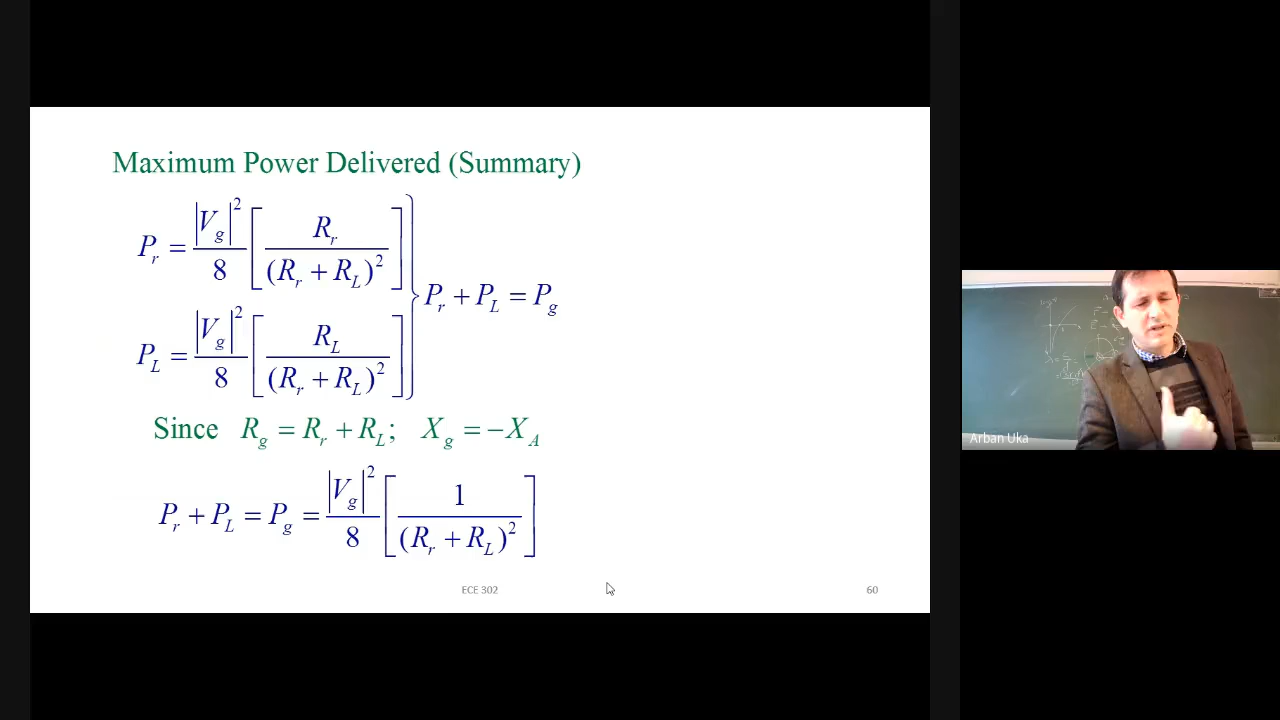 Maximum Power Delivered (Summary)
P_r = |V_g|^2 / 8 [ R_r / (R_r + R_L)^2 ]
P_r + P_L = P_g
P_L = |V_g|^2 / 8 [ R_L / (R_r + R_L)^2 ]
Since R_g = R_r + R_L; X_g = −X_A
P_r + P_L = P_g = |V_g|^2 / 8 [ 1 / (R_r + R_L)^2 ]
ECE 302
60
Arban Uka